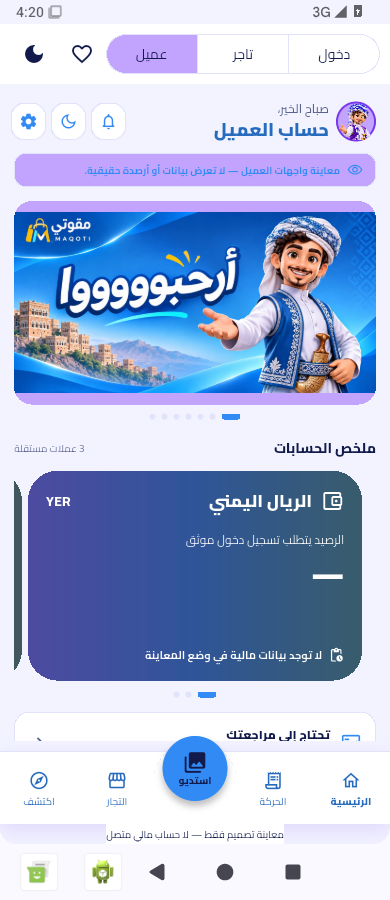 4:20
3G
دخول
تاجر
عميل
صباح الخير،
حساب العميل
معاينة واجهات العميل — لا تعرض بيانات أو أرصدة حقيقية.
مقوتي
MAQOTI
أرحبووووا
ملخص الحسابات
3 عملات مستقلة
الريال اليمني
YER
الرصيد يتطلب تسجيل دخول موثق
—
لا توجد بيانات مالية في وضع المعاينة
تحتاج إلى مراجعتك
الرئيسية
الحركة
استديو
التجار
اكتشف
معاينة تصميم فقط — لا حساب مالي متصل